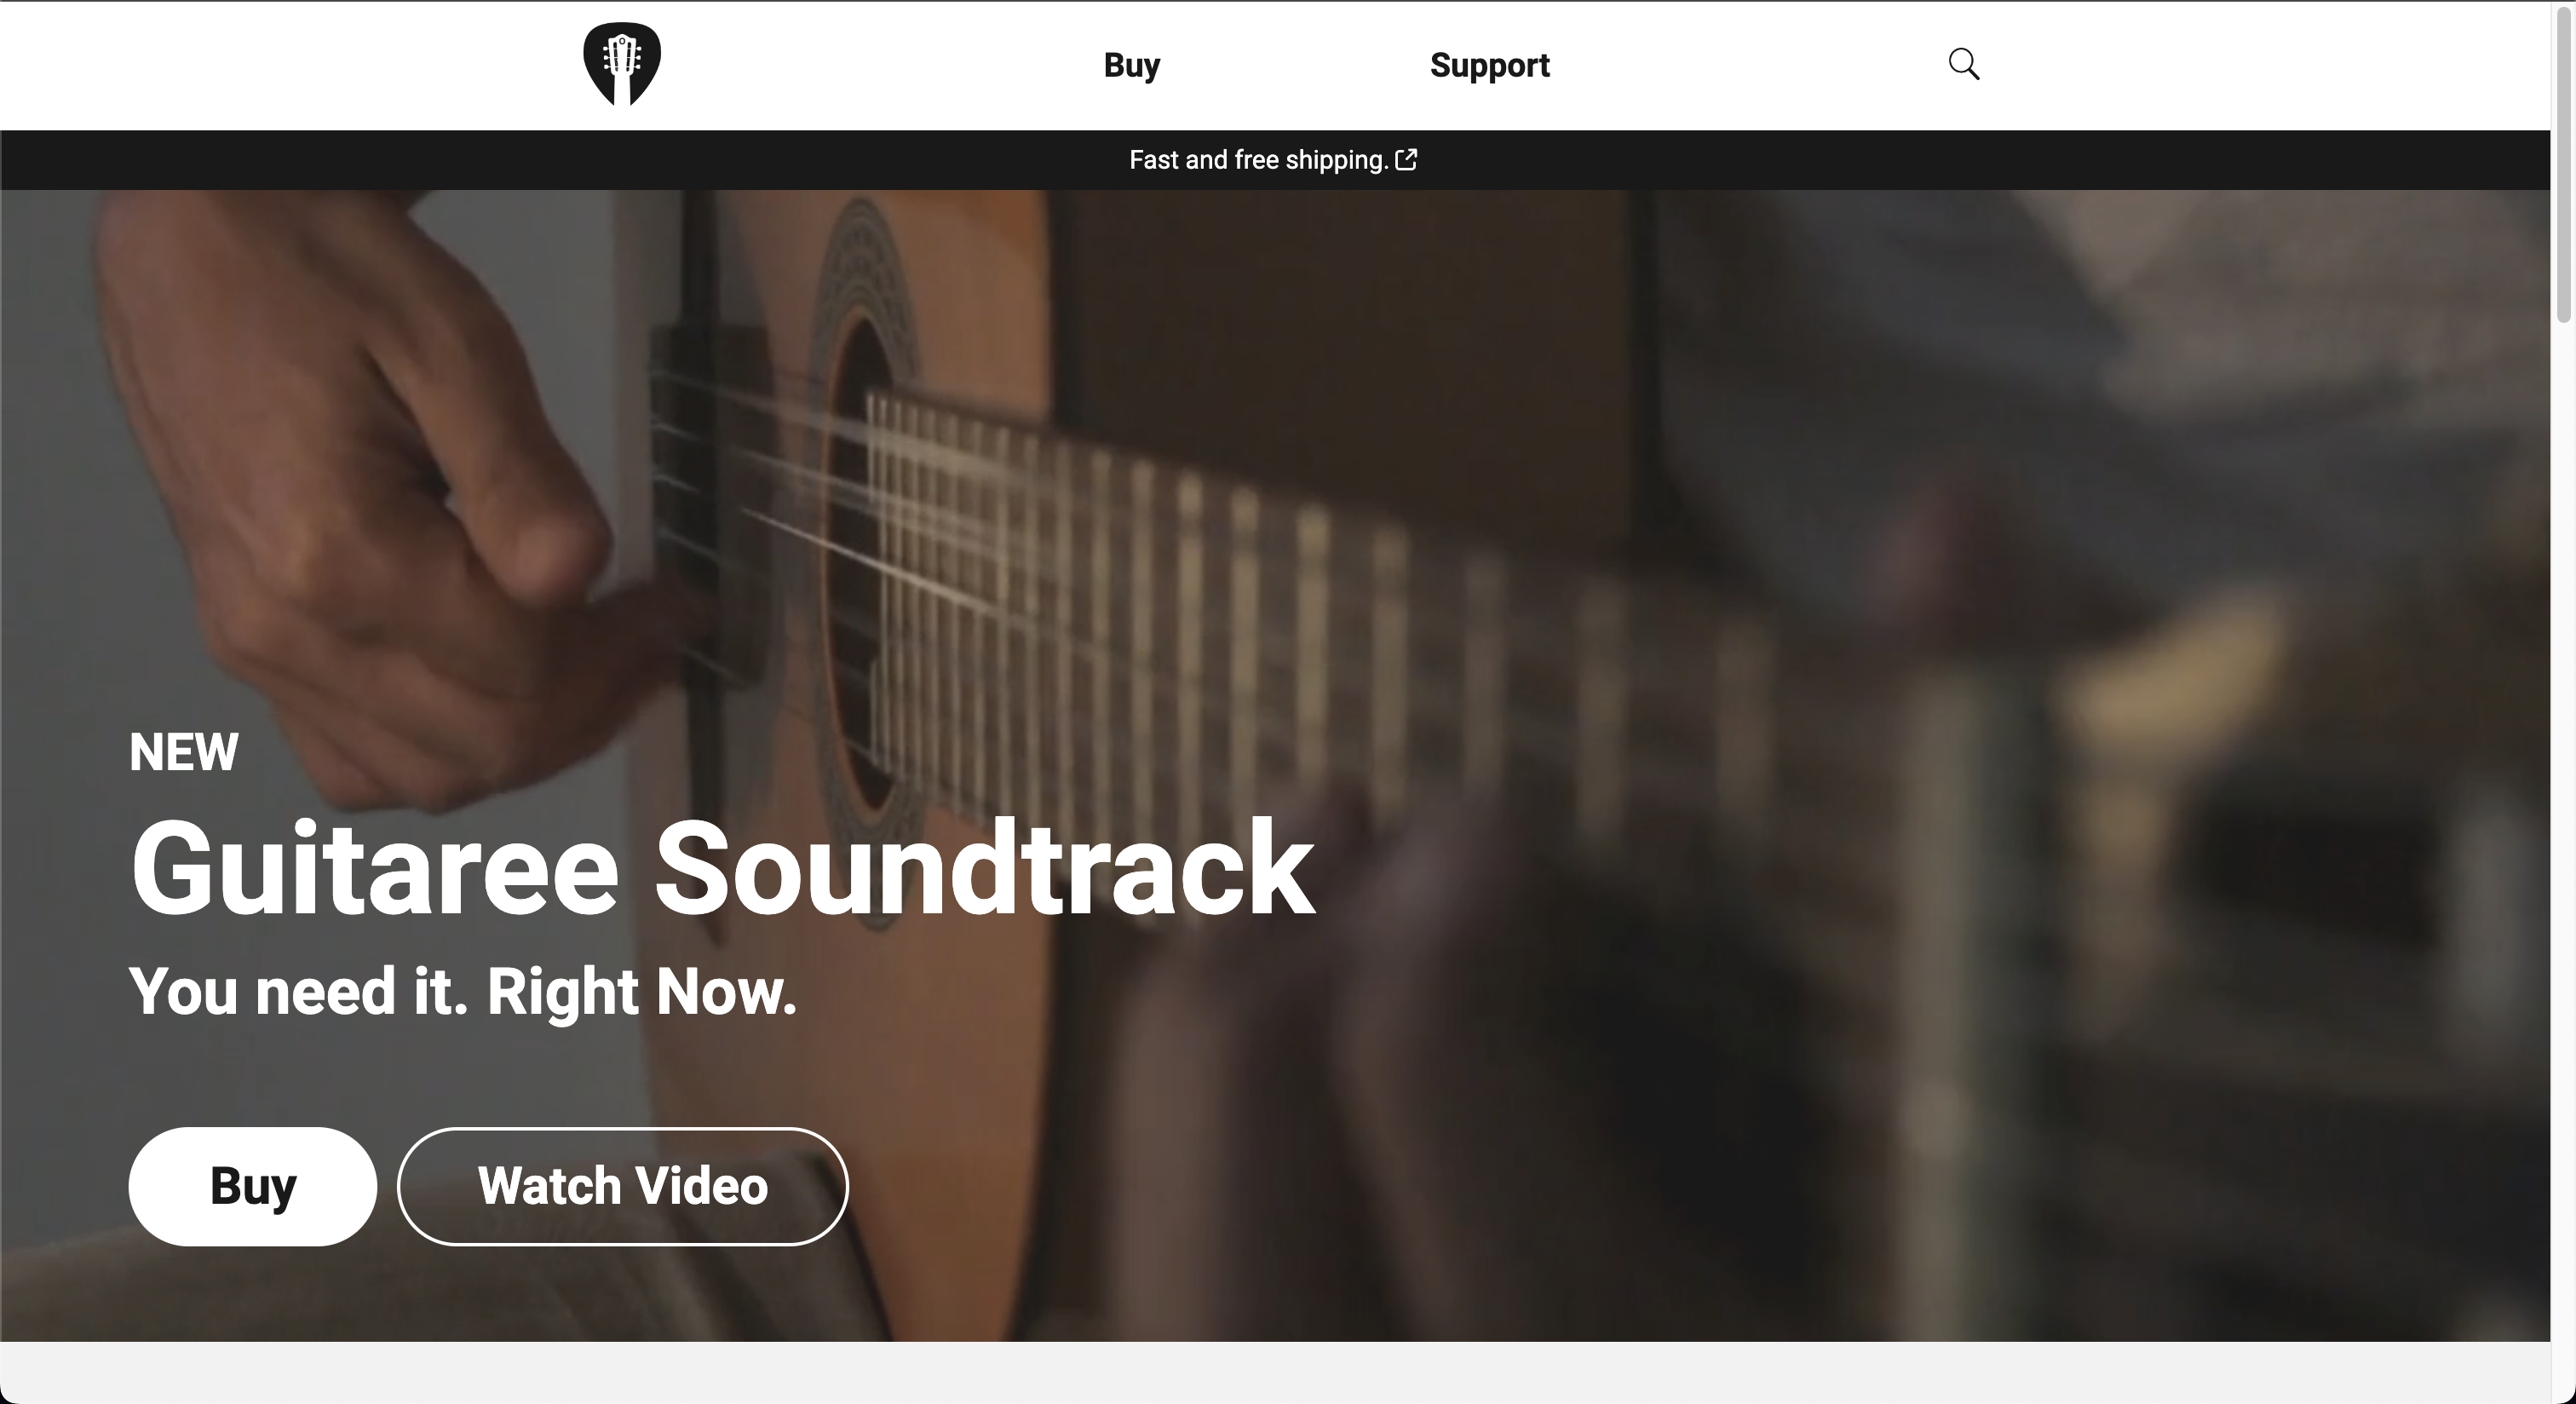 Buy
Support
Fast and free shipping.
NEW
Guitaree Soundtrack
You need it. Right Now.
Buy
Watch Video